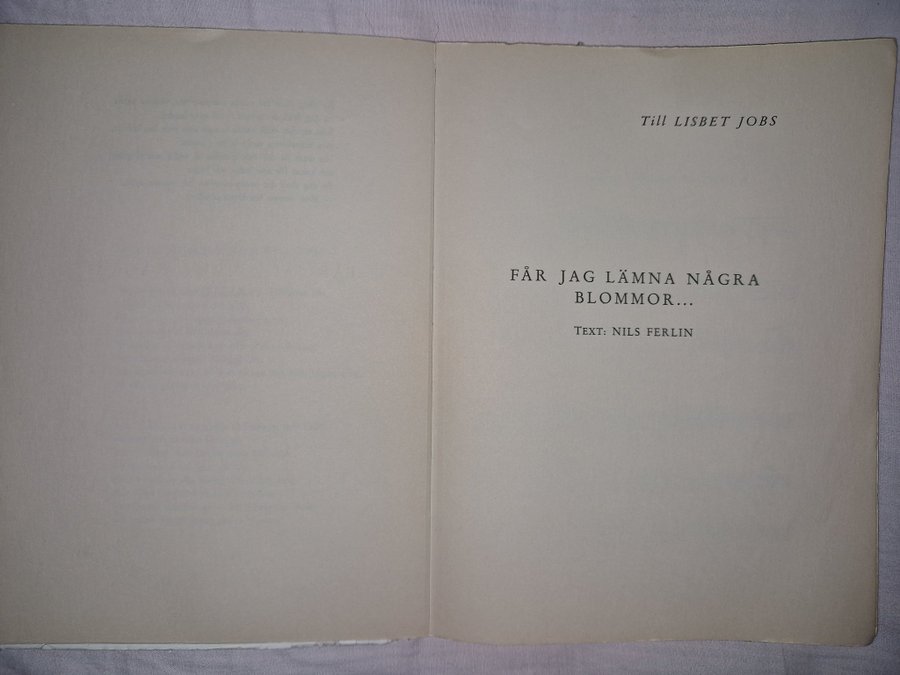 Till LISBET JOBS
FÅR JAG LÄMNA NÅGRA
BLOMMOR...
TEXT: NILS FERLIN